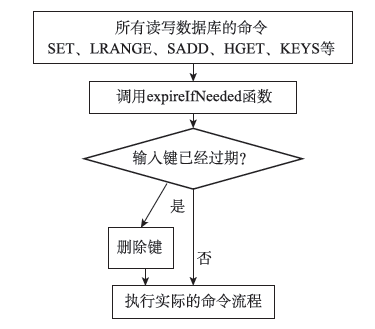 所有读写数据库的命令
SET、LRANGE、SADD、HGET、KEYS等
调用expireIfNeeded函数
输入键已经过期?
是
删除键
否
执行实际的命令流程